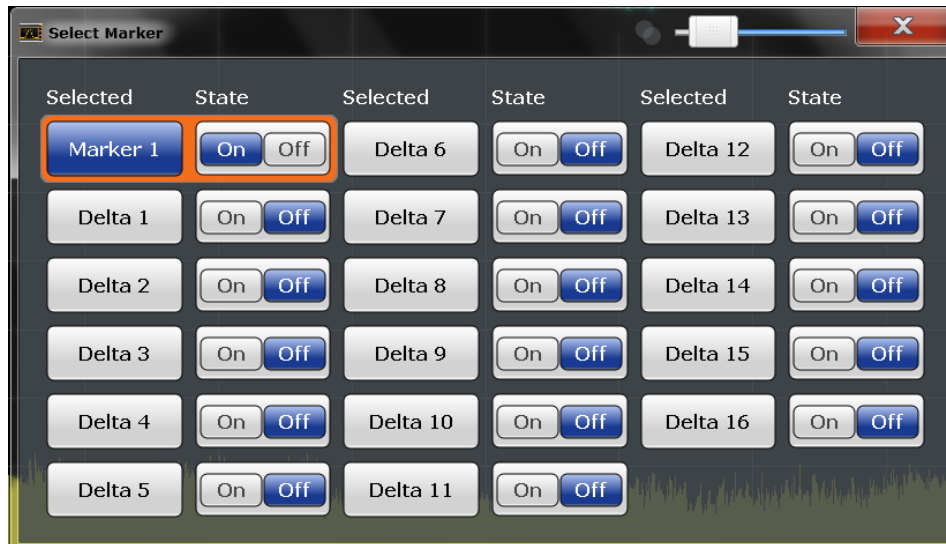 Select Marker
Selected State Selected State Selected State
Marker 1 On Off Delta 6 On Off Delta 12 On Off
Delta 1 On Off Delta 7 On Off Delta 13 On Off
Delta 2 On Off Delta 8 On Off Delta 14 On Off
Delta 3 On Off Delta 9 On Off Delta 15 On Off
Delta 4 On Off Delta 10 On Off Delta 16 On Off
Delta 5 On Off Delta 11 On Off